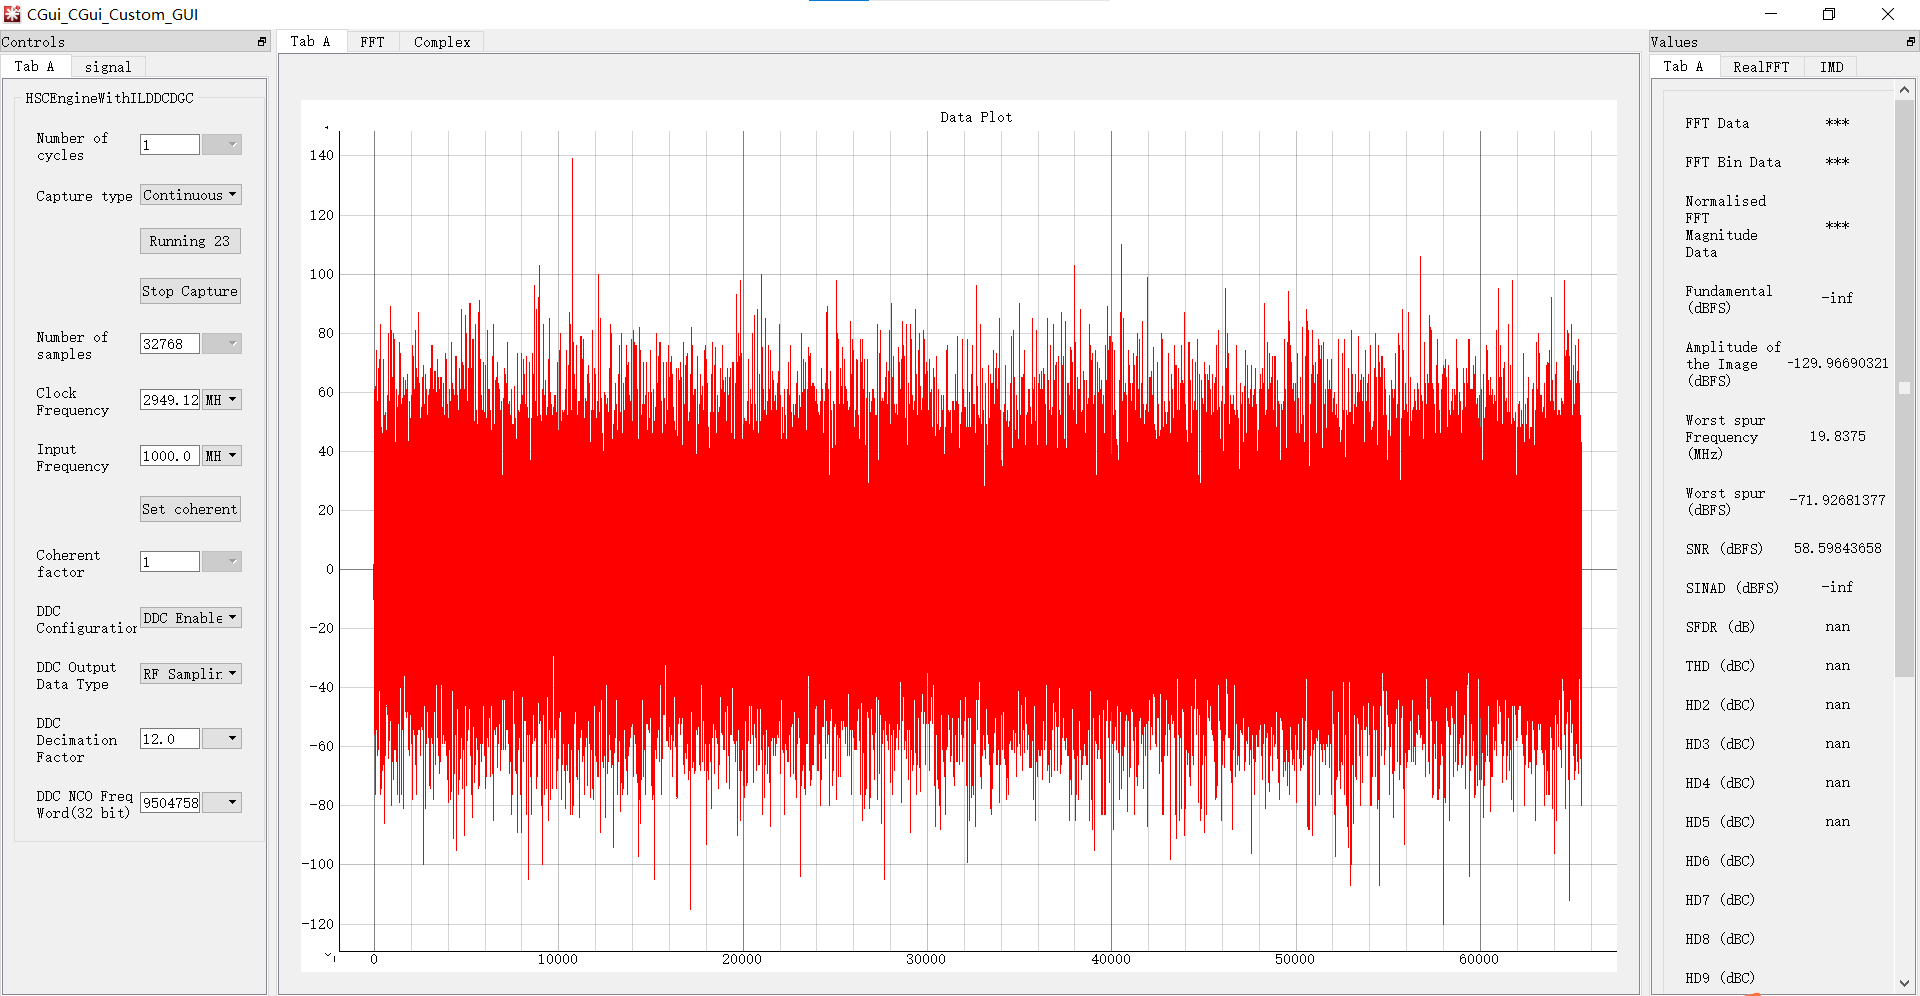 CGui_CGui_Custom_GUI
Controls
Tab A
signal
HSCEngineWithILDDCDGC
Number of
cycles
1
Capture type
Continuous
Running 23
Stop Capture
Number of
samples
32768
Clock
Frequency
2949.12
MH
Input
Frequency
1000.0
MH
Set coherent
Coherent
factor
1
DDC
Configuration
DDC Enable
DDC Output
Data Type
RF Samplin
DDC
Decimation
Factor
12.0
DDC NCO Freq
Word(32 bit)
9504758
Tab A
FFT
Complex
Data Plot
140
120
100
80
60
40
20
0
-20
-40
-60
-80
-100
-120
0
10000
20000
30000
40000
50000
60000
Values
Tab A
RealFFT
IMD
FFT Data
***
FFT Bin Data
***
Normalised
FFT
Magnitude
Data
***
Fundamental
(dBFS)
-inf
Amplitude of
the Image
(dBFS)
-129.96690321
Worst spur
Frequency
(MHz)
19.8375
Worst spur
(dBFS)
-71.92681377
SNR (dBFS)
58.59843658
SINAD (dBFS)
-inf
SFDR (dB)
nan
THD (dBC)
nan
HD2 (dBC)
nan
HD3 (dBC)
nan
HD4 (dBC)
nan
HD5 (dBC)
nan
HD6 (dBC)
HD7 (dBC)
HD8 (dBC)
HD9 (dBC)